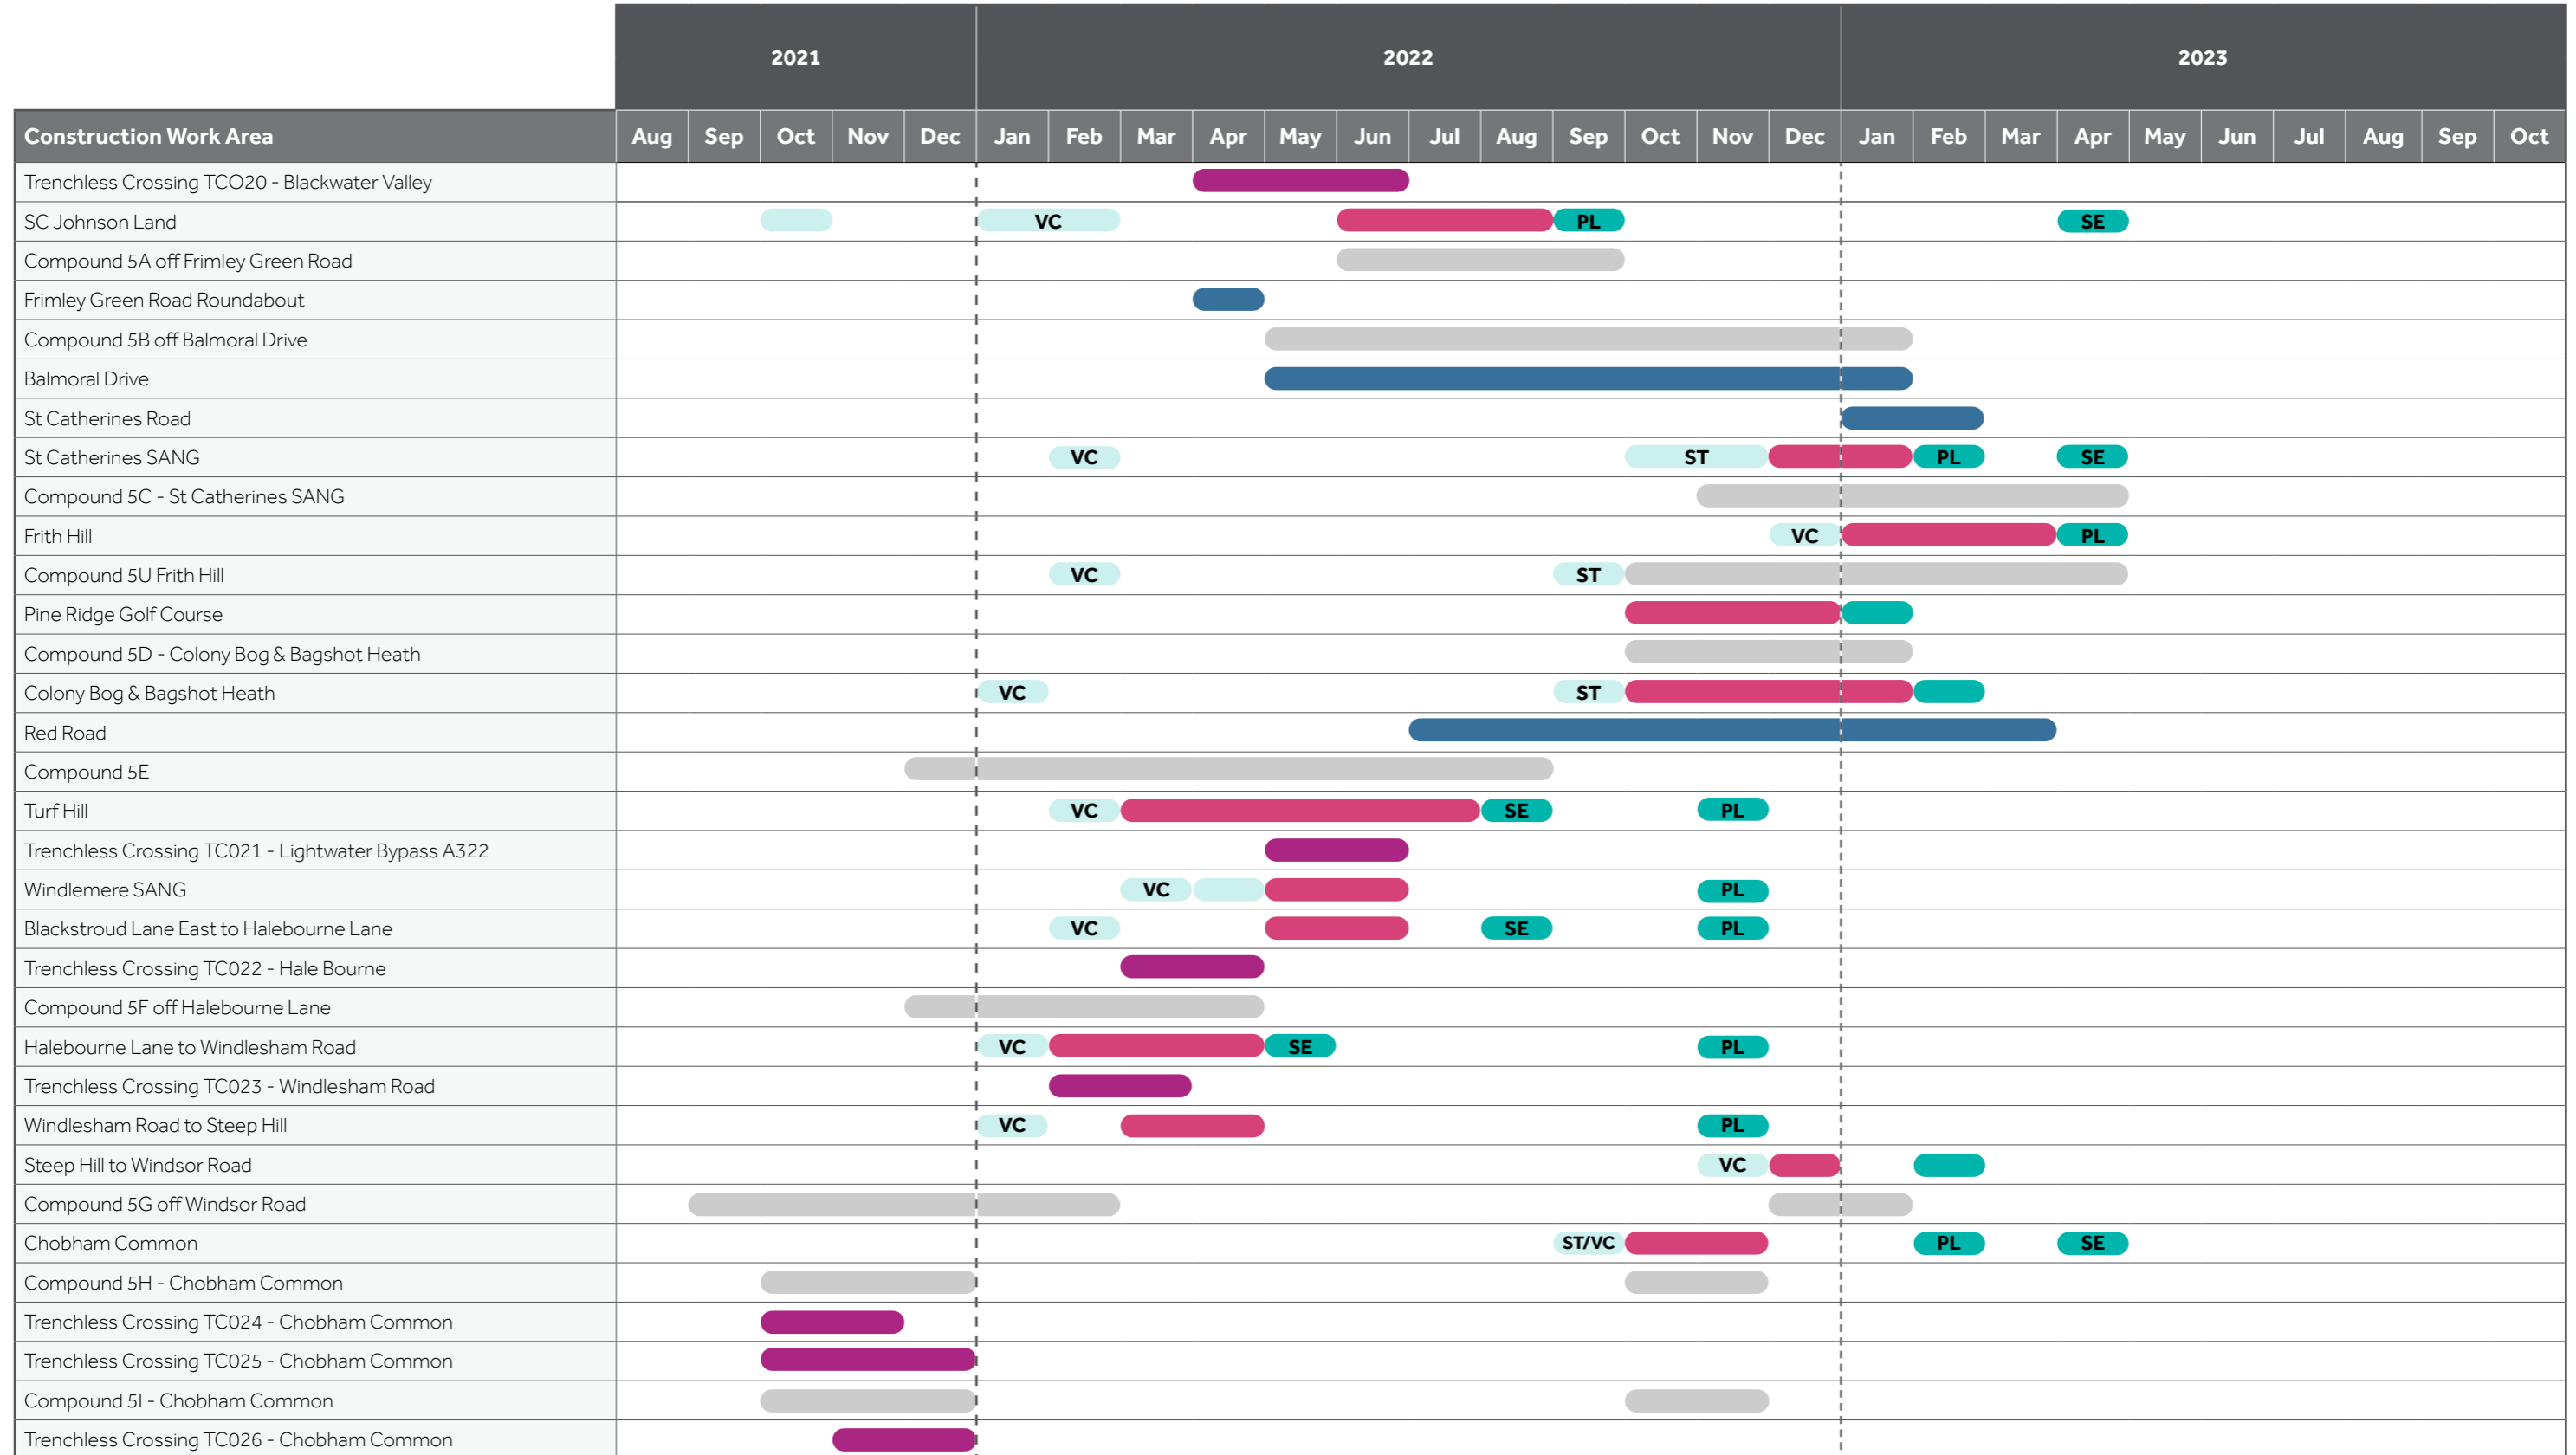 2021 2022 2023
Construction Work Area Aug Sep Oct Nov Dec Jan Feb Mar Apr May Jun Jul Aug Sep Oct Nov Dec Jan Feb Mar Apr May Jun Jul Aug Sep Oct
Trenchless Crossing TCO20 - Blackwater Valley
SC Johnson Land VC PL SE
Compound 5A off Frimley Green Road
Frimley Green Road Roundabout
Compound 5B off Balmoral Drive
Balmoral Drive
St Catherines Road
St Catherines SANG VC ST PL SE
Compound 5C - St Catherines SANG
Frith Hill VC PL
Compound 5U Frith Hill VC ST
Pine Ridge Golf Course
Compound 5D - Colony Bog & Bagshot Heath
Colony Bog & Bagshot Heath VC ST
Red Road
Compound 5E
Turf Hill VC SE PL
Trenchless Crossing TC021 - Lightwater Bypass A322
Windlemere SANG VC PL
Blackstroud Lane East to Halebourne Lane VC SE PL
Trenchless Crossing TC022 - Hale Bourne
Compound 5F off Halebourne Lane
Halebourne Lane to Windlesham Road VC SE PL
Trenchless Crossing TC023 - Windlesham Road
Windlesham Road to Steep Hill VC PL
Steep Hill to Windsor Road VC
Compound 5G off Windsor Road
Chobham Common ST/VC PL SE
Compound 5H - Chobham Common
Trenchless Crossing TC024 - Chobham Common
Trenchless Crossing TC025 - Chobham Common
Compound 5I - Chobham Common
Trenchless Crossing TC026 - Chobham Common